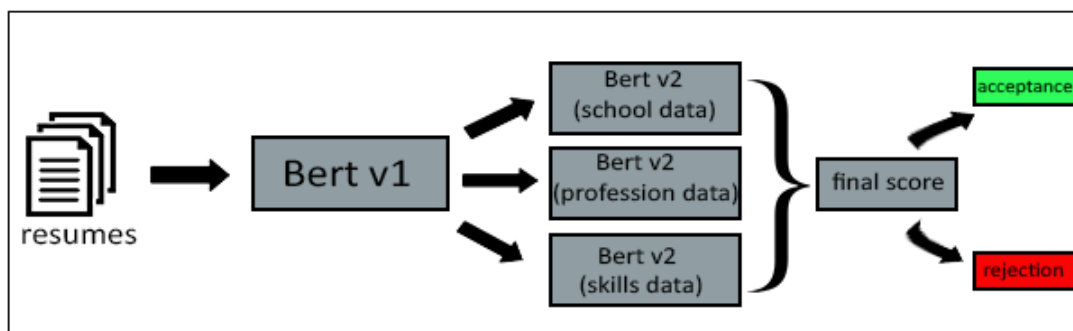 resumes
Bert v1
Bert v2
(school data)
Bert v2
(profession data)
Bert v2
(skills data)
final score
acceptance
rejection